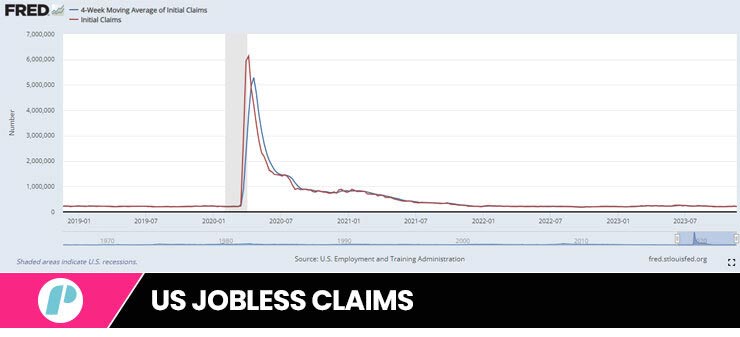 FRED
4-Week Moving Average of Initial Claims
Initial Claims
7,000,000
6,000,000
5,000,000
4,000,000
3,000,000
2,000,000
1,000,000
0
Number
2019-01 2019-07 2020-01 2020-07 2021-01 2021-07 2022-01 2022-07 2023-01 2023-07
1970 1980 1990 2000 2010 2020
Shaded areas indicate U.S. recessions.
Source: U.S. Employment and Training Administration
fred.stlouisfed.org
P
US JOBLESS CLAIMS